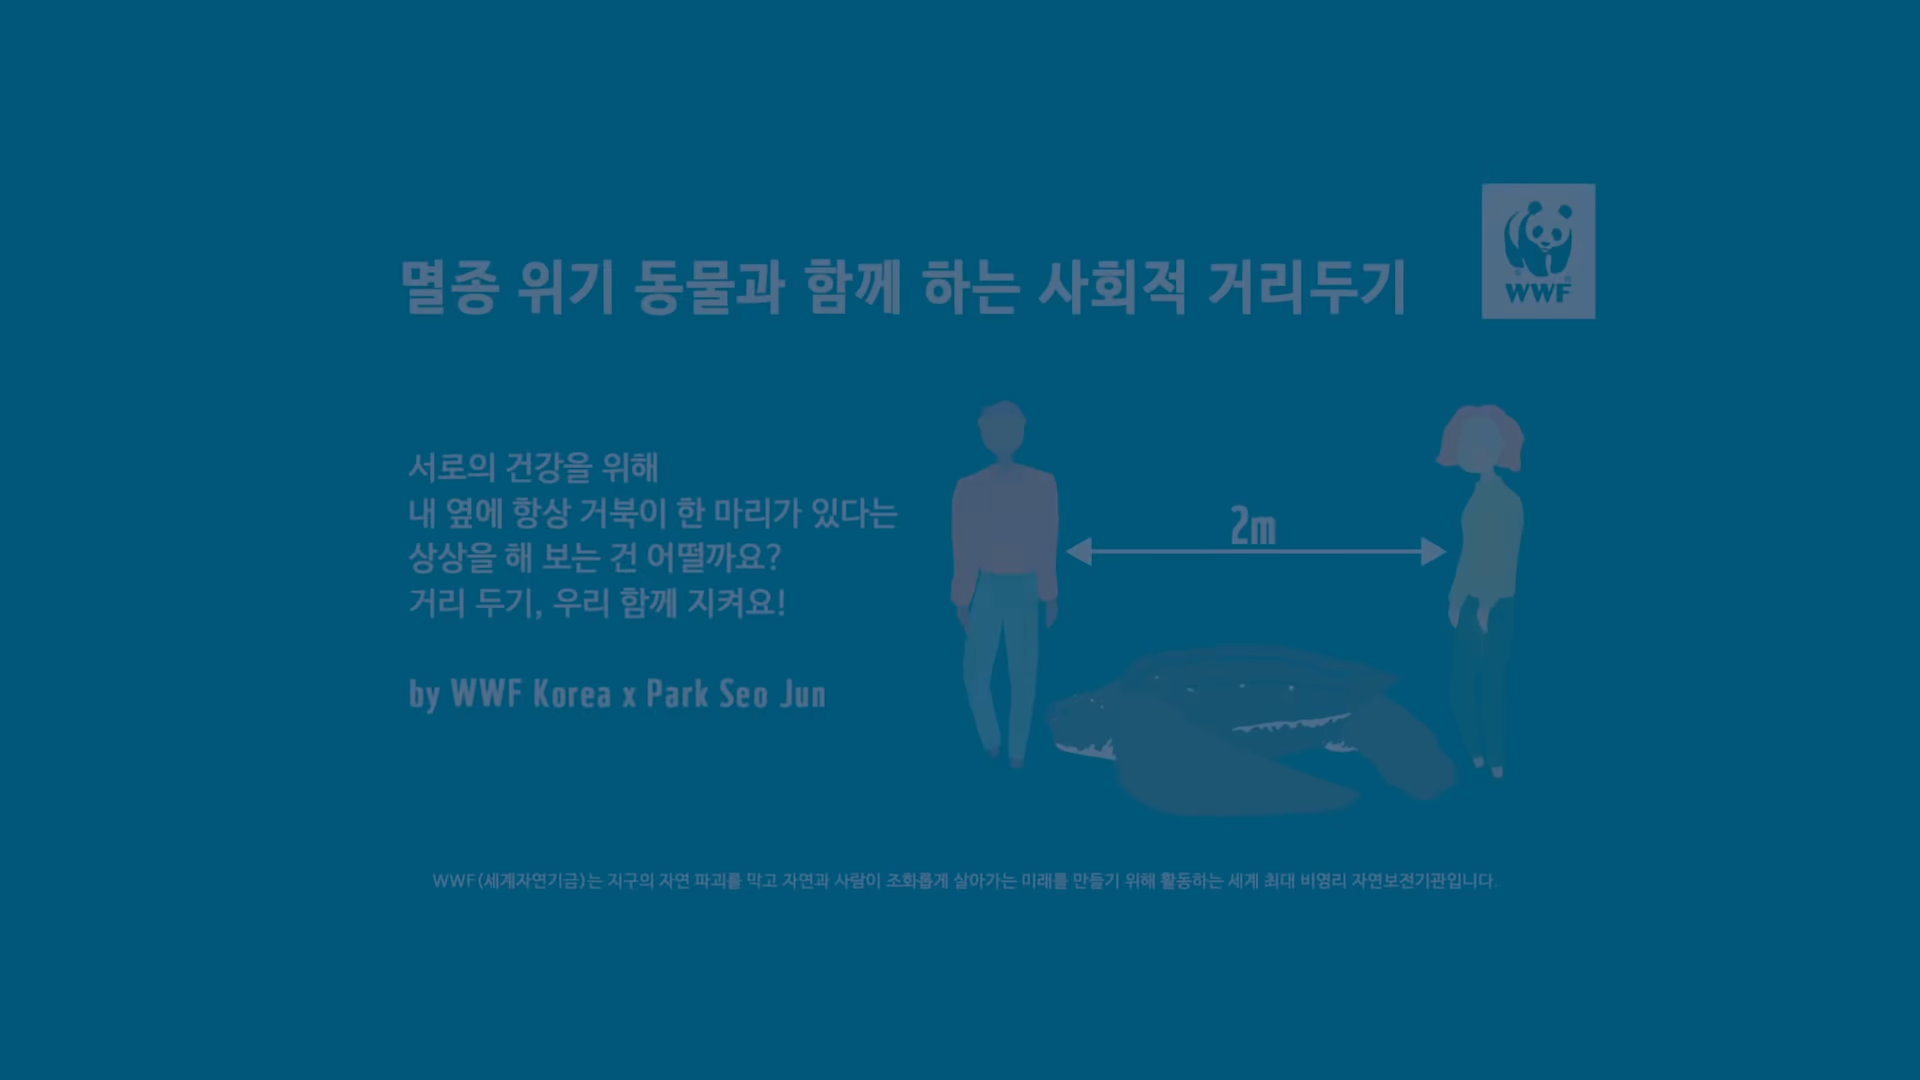 WWF
멸종 위기 동물과 함께 하는 사회적 거리두기
서로의 건강을 위해
내 옆에 항상 거북이 한 마리가 있다는
상상을 해 보는 건 어떨까요?
거리 두기, 우리 함께 지켜요!
by WWF Korea x Park Seo Jun
2m
WWF(세계자연기금)는 지구의 자연 파괴를 막고 자연과 사람이 조화롭게 살아가는 미래를 만들기 위해 활동하는 세계 최대 비영리 자연보전기관입니다.